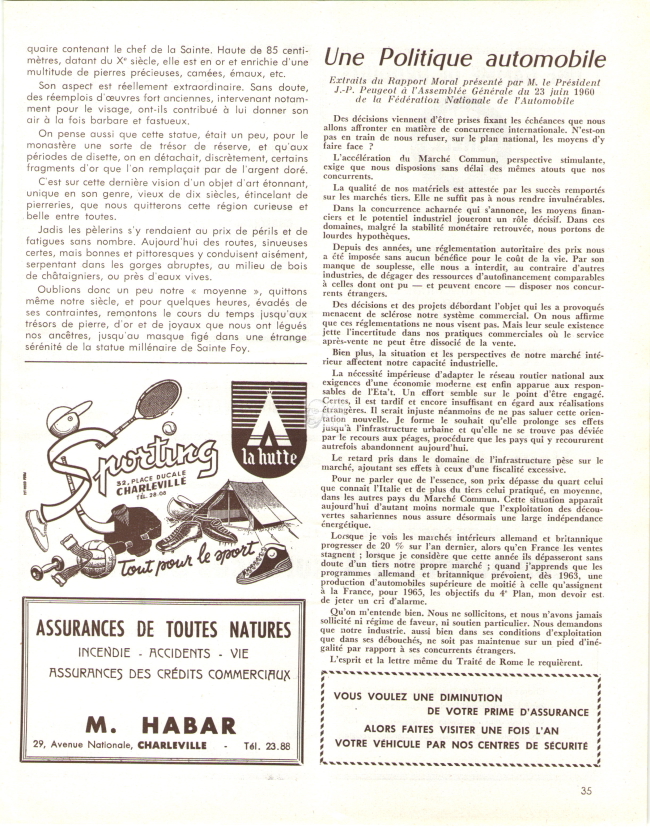 quaire contenant le chef de la Sainte. Haute de 85 centi-
mètres, datant du Xe siècle, elle est en or et enrichie d'une
multitude de pierres précieuses, camées, émaux, etc.
Son aspect est réellement extraordinaire. Sans doute,
des réemplois d'œuvres fort anciennes, intervenant notam-
ment pour le visage, ont-ils contribué à lui donner son
air à la fois barbare et fastueux.
On pense aussi que cette statue, était un peu, pour le
monastère une sorte de trésor de réserve, et qu'aux
périodes de disette, on en détachait, discrètement, certains
fragments d'or que l'on remplaçait par de l'argent doré.
C'est sur cette dernière vision d'un objet d'art étonnant,
unique en son genre, vieux de dix siècles, étincelant de
pierreries, que nous quitterons cette région curieuse et
belle entre toutes.
Jadis les pèlerins s'y rendaient au prix de périls et de
fatigues sans nombre. Aujourd'hui des routes, sinueuses
certes, mais bonnes et pittoresques y conduisent aisément,
serpentant dans les gorges abruptes, au milieu de bois
de châtaigniers, ou près d'eaux vives.
Oublions donc un peu notre « moyenne », quittons
même notre siècle, et pour quelques heures, évadés de
ses contraintes, remontons le cours du temps jusqu'aux
trésors de pierre, d'or et de joyaux que nous ont légués
nos ancêtres, jusqu'au masque figé dans une étrange
sérénité de la statue millénaire de Sainte Foy.
Sporting
32, PLACE DUCALE
CHARLEVILLE
TÉL. 28.08
la hutte
Tout pour le sport
ASSURANCES DE TOUTES NATURES
INCENDIE - ACCIDENTS - VIE
ASSURANCES DES CRÉDITS COMMERCIAUX
M. HABAR
29, Avenue Nationale, CHARLEVILLE - Tél. 23.88
Une Politique automobile
Extraits du Rapport Moral présenté par M. le Président
J.-P. Peugeot à l'Assemblée Générale du 23 juin 1960
de la Fédération Nationale de l'Automobile
Des décisions viennent d'être prises fixant les échéances que nous
allons affronter en matière de concurrence internationale. N'est-on
pas en train de nous refuser, sur le plan national, les moyens d'y
faire face ?
L'accélération du Marché Commun, perspective stimulante,
exige que nous disposions sans délai des mêmes atouts que nos
concurrents.
La qualité de nos matériels est attestée par les succès remportés
sur les marchés tiers. Elle ne suffit pas à nous rendre invulnérables.
Dans la concurrence acharnée qui s'annonce, les moyens finan-
ciers et le potentiel industriel joueront un rôle décisif. Dans ces
domaines, malgré la stabilité monétaire retrouvée, nous portons de
lourdes hypothèques.
Depuis des années, une réglementation autoritaire des prix nous
a été imposée sans aucun bénéfice pour le coût de la vie. Par son
manque de souplesse, elle nous a interdit, au contraire d'autres
industries, de dégager des ressources d'autofinancement comparables
à celles dont ont pu — et peuvent encore — disposer nos concur-
rents étrangers.
Des décisions et des projets débordant l'objet qui les a provoqués
menacent de sclérose notre système commercial. On nous affirme
que ces réglementations ne nous visent pas. Mais leur seule existence
jette l'incertitude dans nos pratiques commerciales où le service
après-vente ne peut être dissocié de la vente.
Bien plus, la situation et les perspectives de notre marché inté-
rieur affectent notre capacité industrielle.
La nécessité impérieuse d'adapter le réseau routier national aux
exigences d'une économie moderne est enfin apparue aux respon-
sables de l'Eta't. Un effort semble sur le point d'être engagé.
Certes, il est tardif et encore insuffisant en égard aux réalisations
étrangères. Il serait injuste néanmoins de ne pas saluer cette orien-
tation nouvelle. Je forme le souhait qu'elle prolonge ses effets
jusqu'à l'infrastructure urbaine et qu'elle ne se trouve pas déviée
par le recours aux péages, procédure que les pays qui y recoururent
autrefois abandonnent aujourd'hui.
Le retard pris dans le domaine de l'infrastructure pèse sur le
marché, ajoutant ses effets à ceux d'une fiscalité excessive.
Pour ne parler que de l'essence, son prix dépasse du quart celui
que connaît l'Italie et de plus du tiers celui pratiqué, en moyenne,
dans les autres pays du Marché Commun. Cette situation apparait
aujourd'hui d'autant moins normale que l'exploitation des décou-
vertes sahariennes nous assure désormais une large indépendance
énergétique.
Lorsque je vois les marchés intérieurs allemand et britannique
progresser de 20 % sur l'an dernier, alors qu'en France les ventes
stagnent ; lorsque je considère que cette année ils dépasseront sans
doute d'un tiers notre propre marché ; quand j'apprends que les
programmes allemand et britannique prévoient, dès 1963, une
production d'automobiles supérieure de moitié à celle qu'assignent
à la France, pour 1965, les objectifs du 4e Plan, mon devoir est
de jeter un cri d'alarme.
Qu'on m'entende bien. Nous ne sollicitons, et nous n'avons jamais
sollicité ni régime de faveur, ni soutien particulier. Nous demandons
que notre industrie, aussi bien dans ses conditions d'exploitation
que dans ses débouchés, ne soit pas maintenue sur un pied d'iné-
galité par rapport à ses concurrents étrangers.
L'esprit et la lettre même du Traité de Rome le requièrent.
VOUS VOULEZ UNE DIMINUTION
DE VOTRE PRIME D'ASSURANCE
ALORS FAITES VISITER UNE FOIS L'AN
VOTRE VÉHICULE PAR NOS CENTRES DE SÉCURITÉ
35